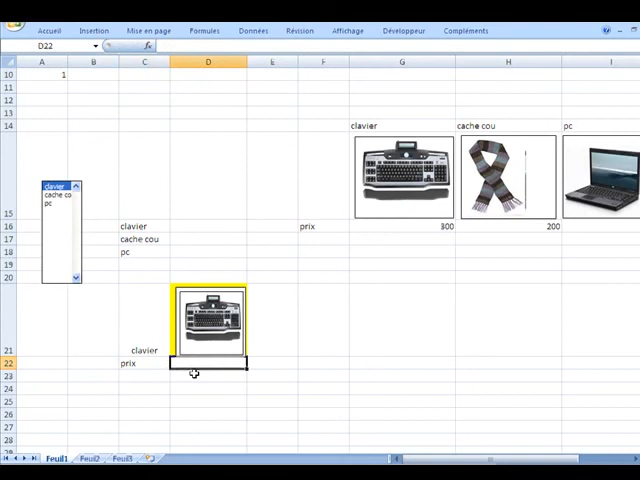 Accueil Insertion Mise en page Formules Données Révision Affichage Développeur Compléments
D22 fx
A B C D E F G H I
10 1
11
12
13
14 clavier cache cou pc
15
clavier
cache co
pc
16 clavier prix 300 200
17 cache cou
18 pc
19
20
21 clavier
22 prix
23
24
25
26
27
28
29
Feuil1 Feuil2 Feuil3